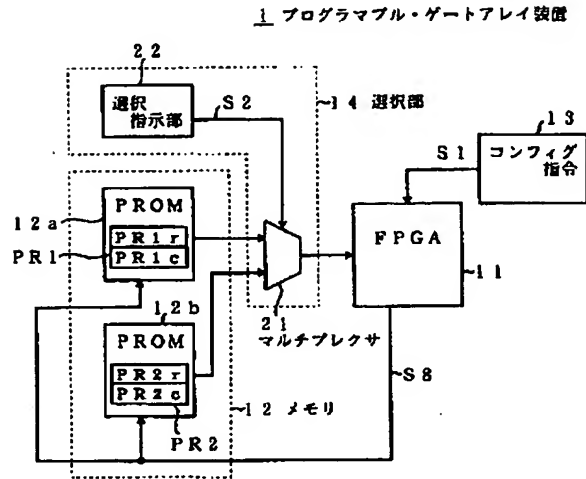 1 プログラマブル・ゲートアレイ装置
22
選択
指示部
S2
14 選択部
13
コンフィグ
指令
S1
12a
PROM
PR1r
PR1c
PR1
FPGA
11
21
マルチプレクサ
12b
PROM
PR2r
PR2c
PR2
12 メモリ
S8